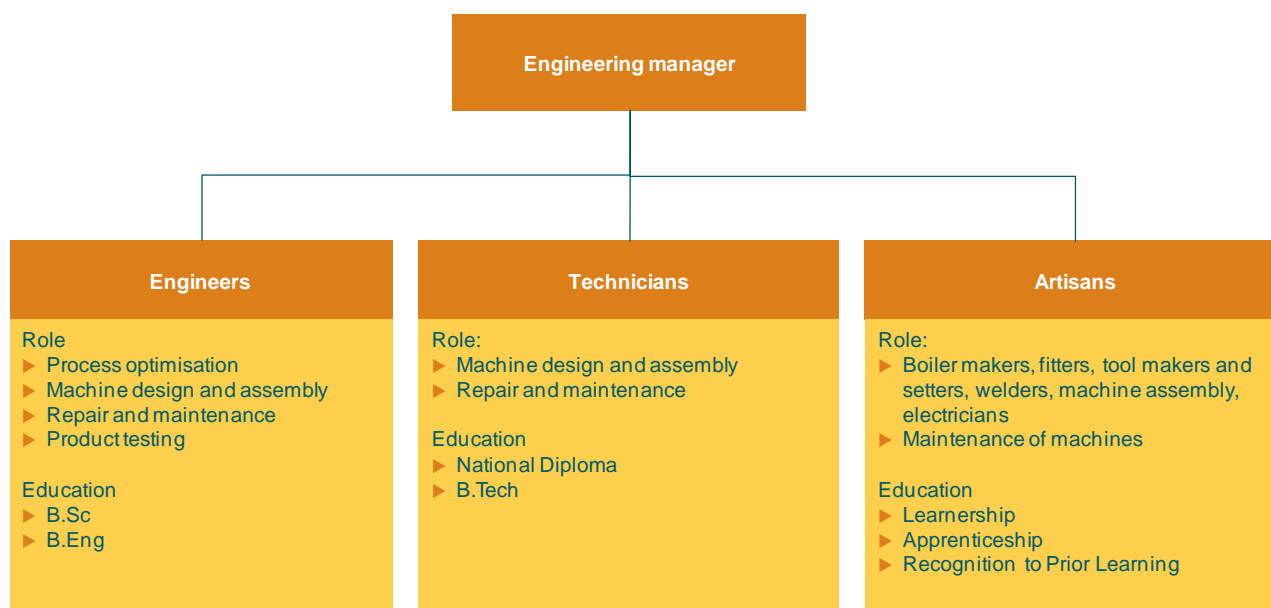 Engineering manager
Engineers
Role
Process optimisation
Machine design and assembly
Repair and maintenance
Product testing
Education
B.Sc
B.Eng
Technicians
Role:
Machine design and assembly
Repair and maintenance
Education
National Diploma
B.Tech
Artisans
Role:
Boiler makers, fitters, tool makers and
setters, welders, machine assembly,
electricians
Maintenance of machines
Education
Learnership
Apprenticeship
Recognition to Prior Learning